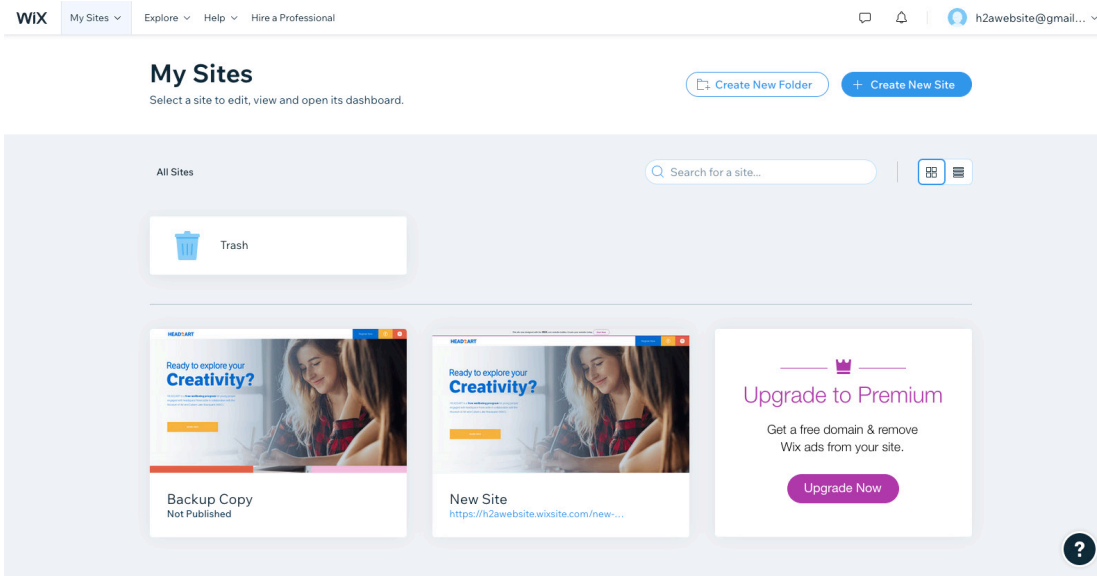 WiX
My Sites
Explore
Help
Hire a Professional
h2awebsite@gmail...
My Sites
Select a site to edit, view and open its dashboard.
Create New Folder
+ Create New Site
All Sites
Search for a site...
Trash
HEAD2ART
Ready to explore your
Creativity?
HEAD2ART
Ready to explore your
Creativity?
Upgrade to Premium
Get a free domain & remove
Wix ads from your site.
Upgrade Now
Backup Copy
Not Published
New Site
https://h2awebsite.wixsite.com/new-...
?